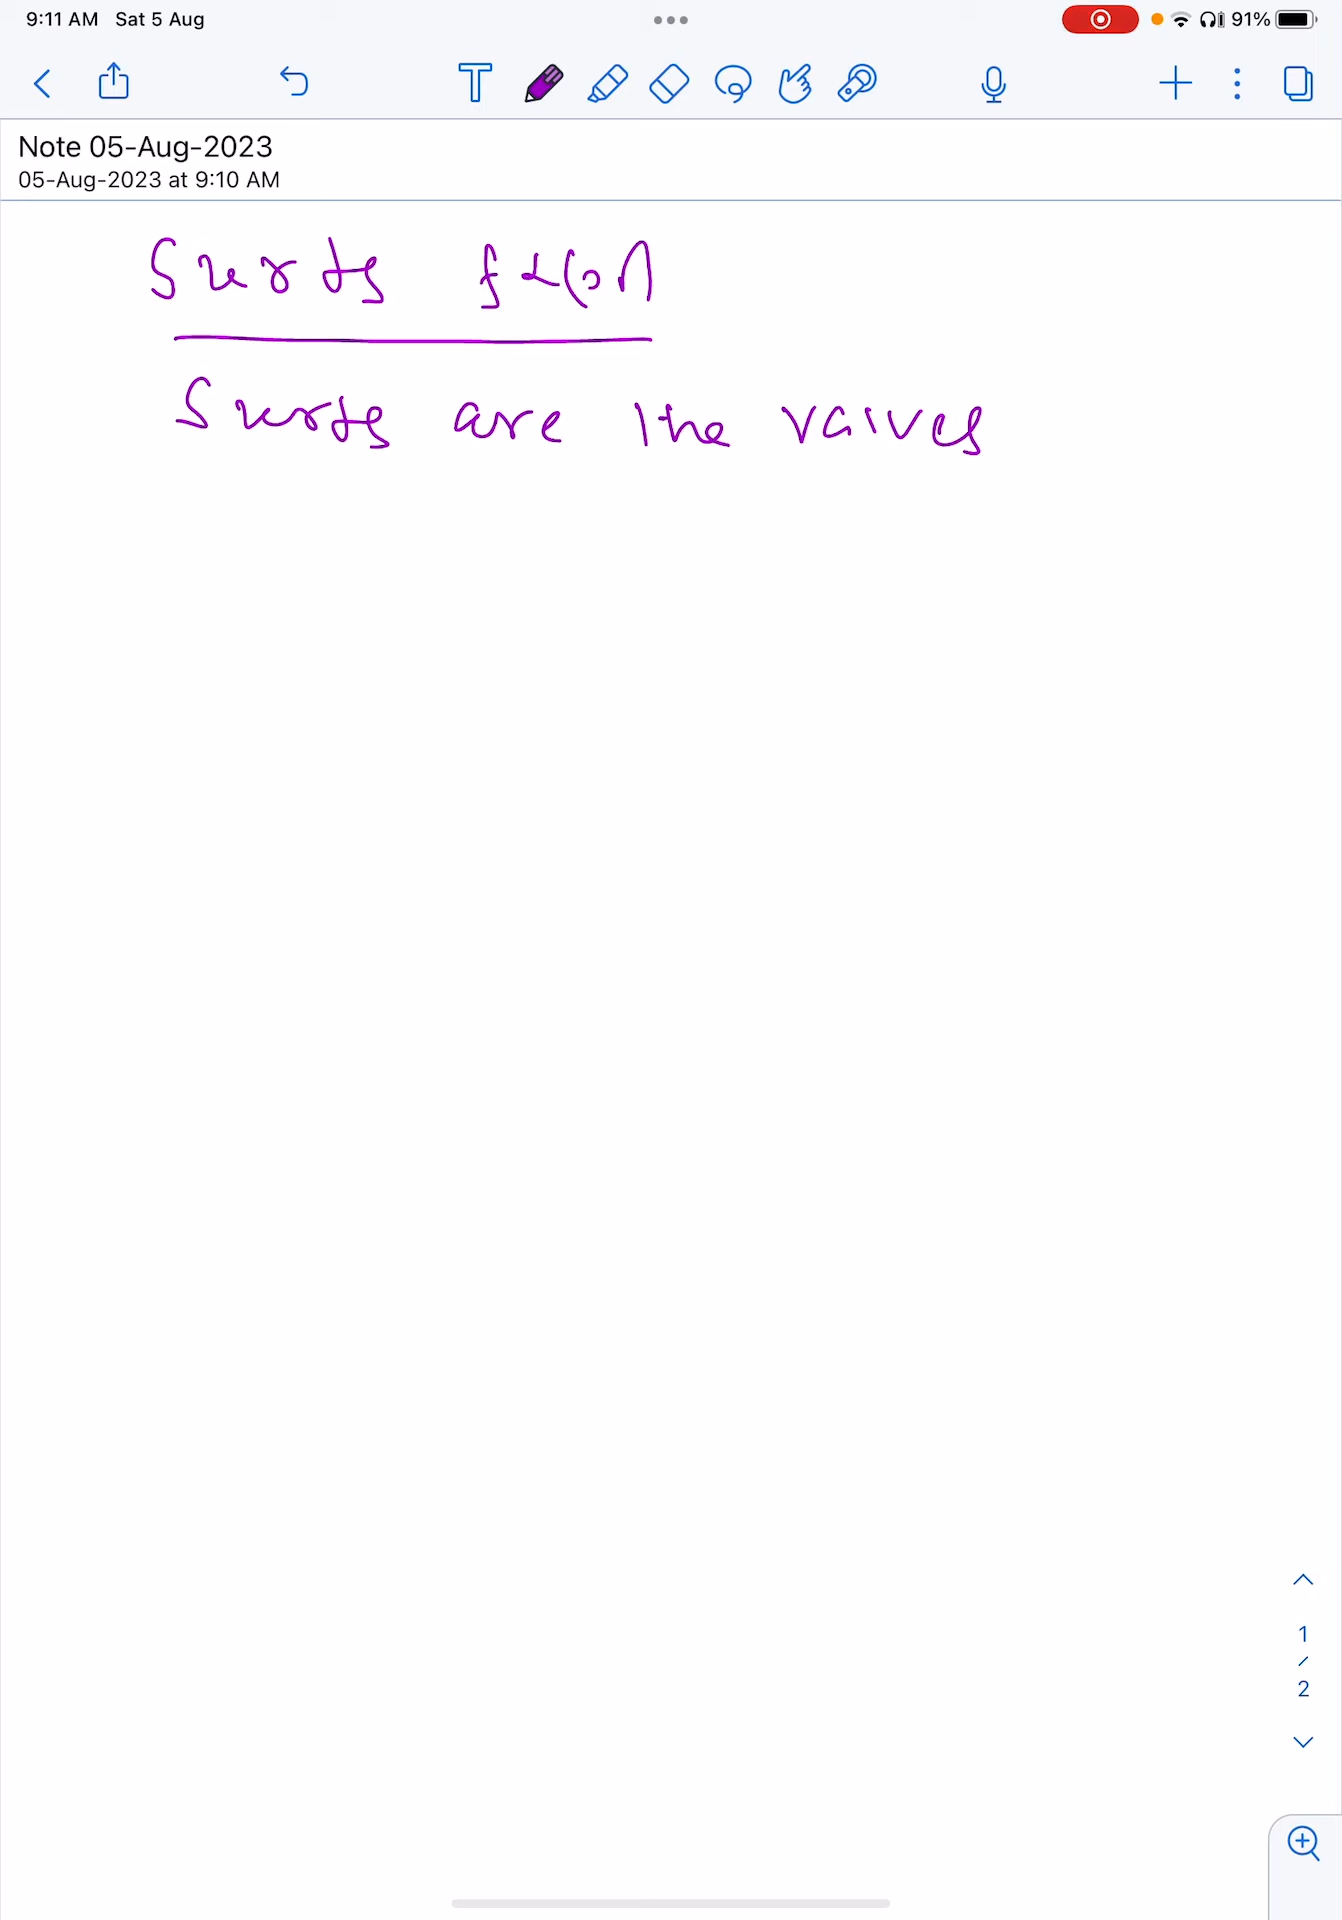 9:11 AM Sat 5 Aug
91%
T
Note 05-Aug-2023
05-Aug-2023 at 9:10 AM
Surds
Surds are the values
1
/
2